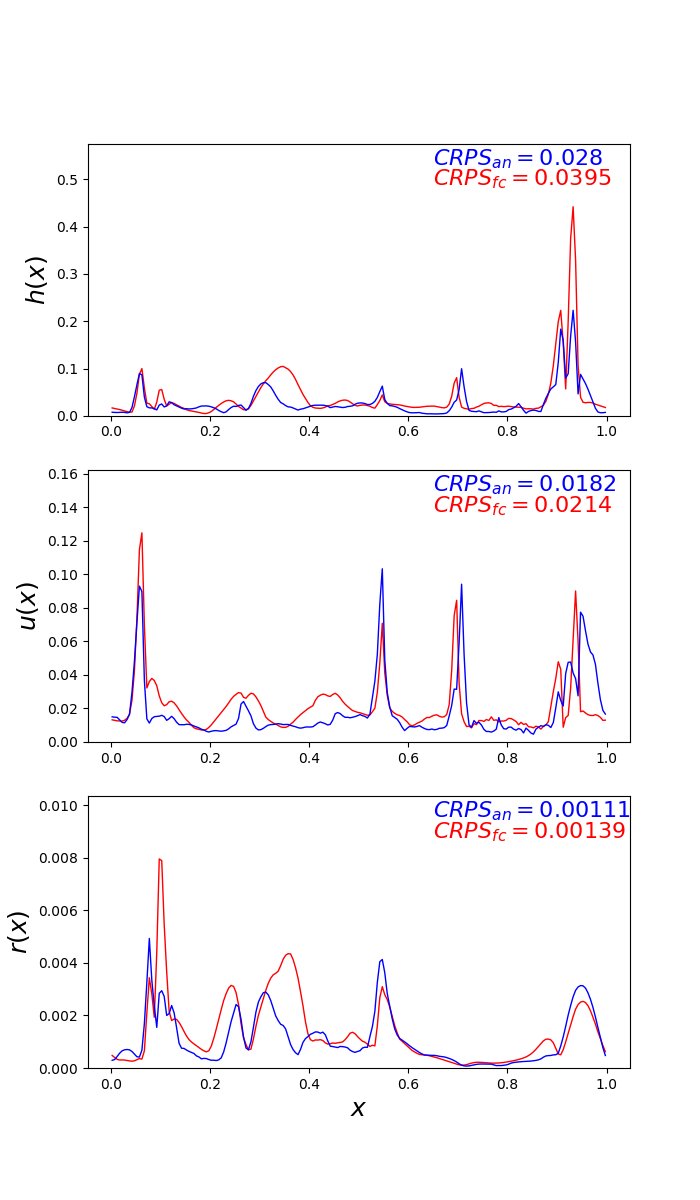 CRPS_an = 0.028
CRPS_fc = 0.0395
h(x)
0.5
0.4
0.3
0.2
0.1
0.0
0.0 0.2 0.4 0.6 0.8 1.0
CRPS_an = 0.0182
CRPS_fc = 0.0214
u(x)
0.16
0.14
0.12
0.10
0.08
0.06
0.04
0.02
0.00
0.0 0.2 0.4 0.6 0.8 1.0
CRPS_an = 0.00111
CRPS_fc = 0.00139
r(x)
0.010
0.008
0.006
0.004
0.002
0.000
0.0 0.2 0.4 0.6 0.8 1.0
x